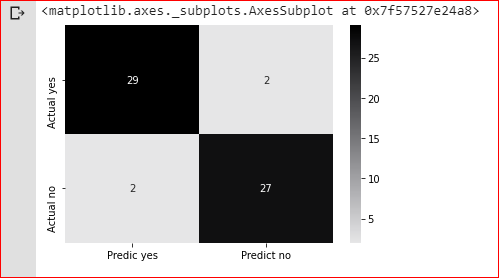 <matplotlib.axes._subplots.AxesSubplot at 0x7f57527e24a8>
Actual yes
29
2
Actual no
2
27
Predic yes
Predict no
25
20
15
10
5